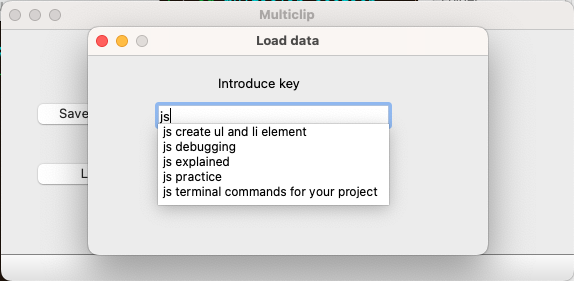 Multiclip
Load data
Introduce key
Save
js
js create ul and li element
js debugging
js explained
js practice
L
js terminal commands for your project